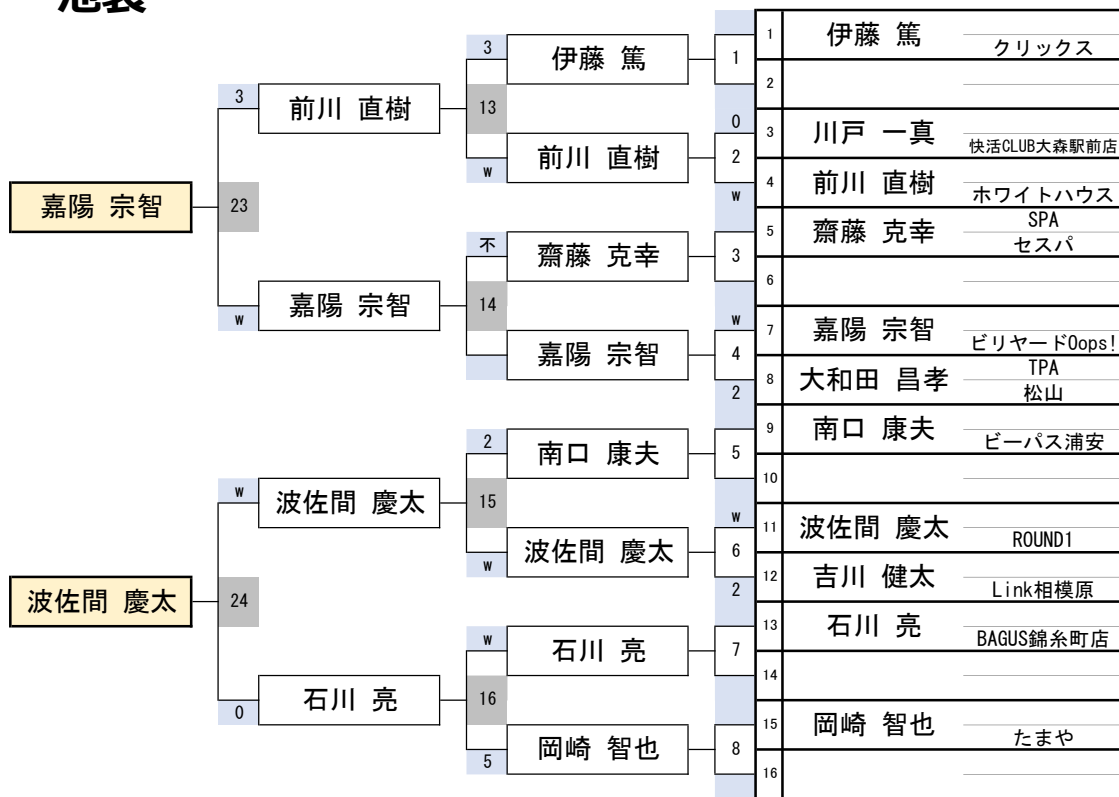 池袋
1 伊藤 篤 クリックス
2
3 川戸 一真 快活CLUB大森駅前店
4 前川 直樹 ホワイトハウス
5 齋藤 克幸 SPA セスパ
6
7 嘉陽 宗智 ビリヤードOops!
8 大和田 昌孝 TPA 松山
9 南口 康夫 ビーパス浦安
10
11 波佐間 慶太 ROUND1
12 吉川 健太 Link相模原
13 石川 亮 BAGUS錦糸町店
14
15 岡崎 智也 たまや
16
1
0
2
W
3
W
4
2
5
W
6
2
7
8
3 伊藤 篤
13
W 前川 直樹
不 齋藤 克幸
14
嘉陽 宗智
2 南口 康夫
15
W 波佐間 慶太
W 石川 亮
16
5 岡崎 智也
3 前川 直樹
23
W 嘉陽 宗智
W 波佐間 慶太
24
0 石川 亮
嘉陽 宗智
波佐間 慶太